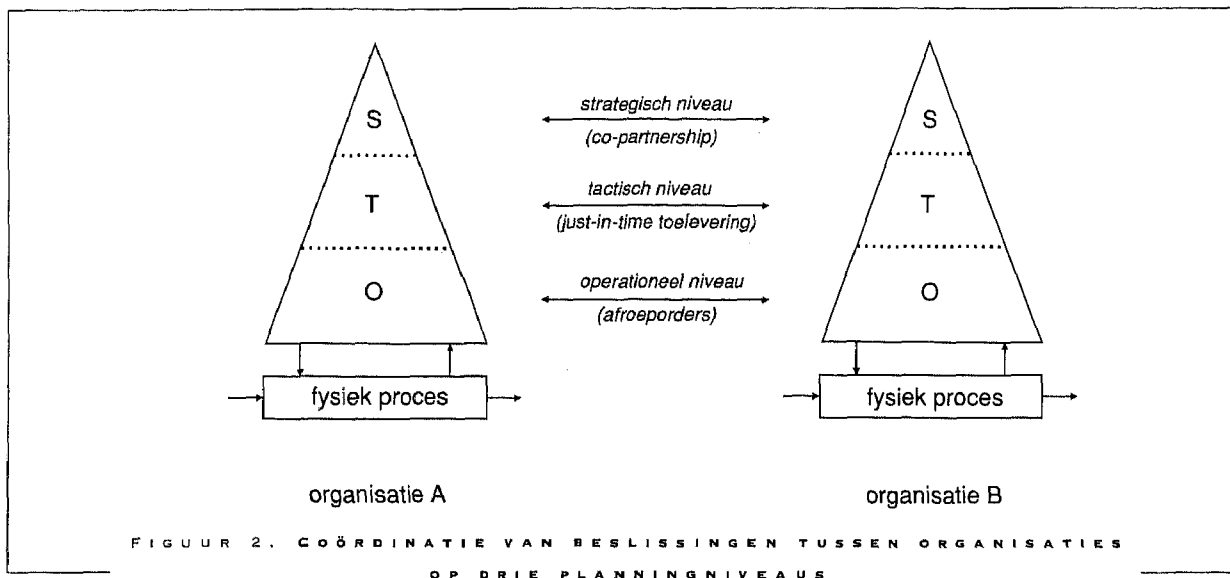 S
strategisch niveau
(co-partnership)
S
T
tactisch niveau
(just-in-time toelevering)
T
O
operationeel niveau
(afroeporders)
O
fysiek proces
fysiek proces
organisatie A
organisatie B
FIGUUR 2. COÖRDINATIE VAN BESLISSINGEN TUSSEN ORGANISATIES
OP DRIE PLANNINGNIVEAUS